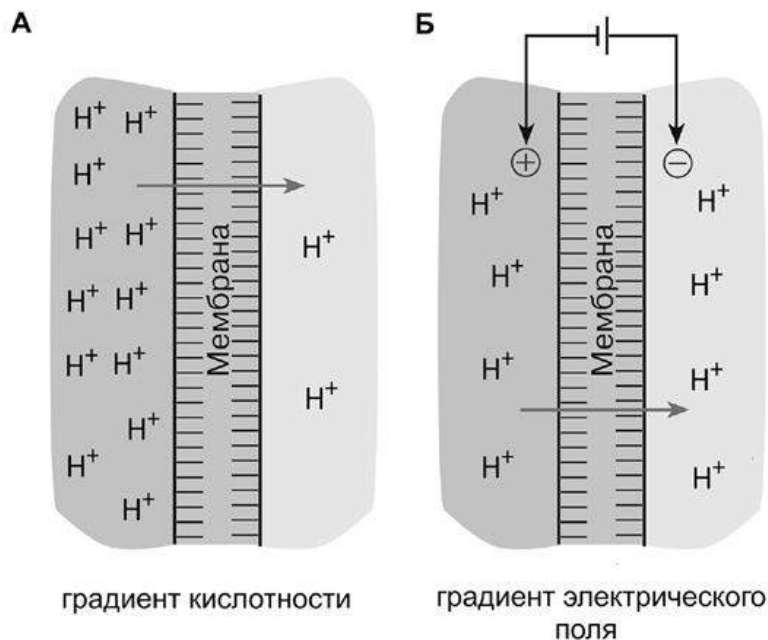 А
Б
H⁺ H⁺
H⁺
H⁺ H⁺
H⁺ H⁺
H⁺ H⁺
H⁺
H⁺
H⁺
Мембрана
H⁺
H⁺
градиент кислотности
+
−
H⁺
H⁺
H⁺
H⁺
Мембрана
H⁺
H⁺
H⁺
H⁺
градиент электрического
поля